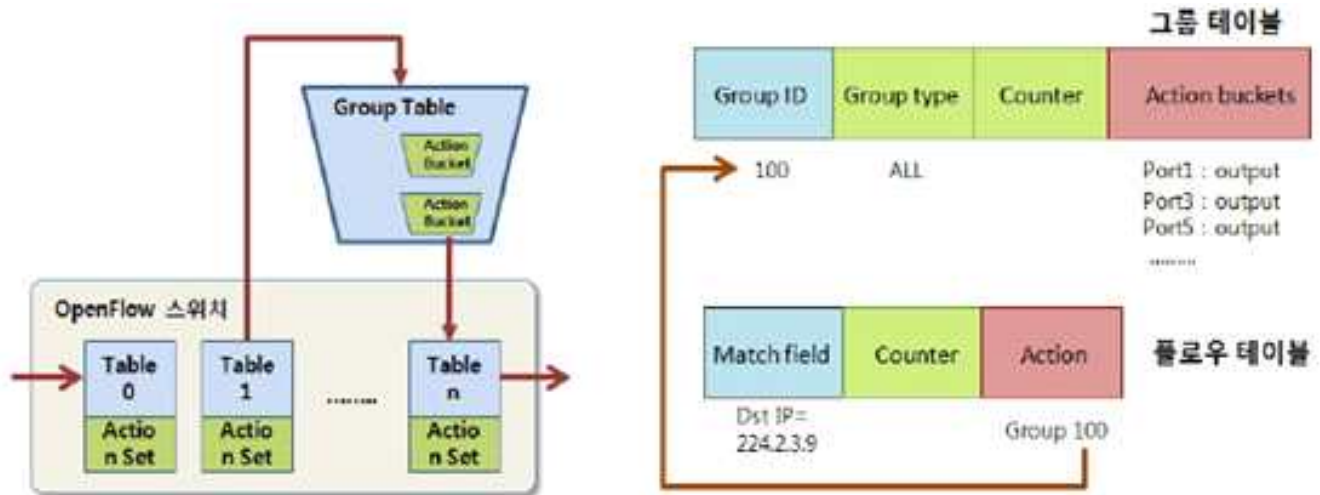 Group Table
Action
Bucket
Action
Bucket
OpenFlow 스위치
Table
0
Actio
n Set
Table
1
Actio
n Set
........
Table
n
Actio
n Set
그룹 테이블
Group ID
Group type
Counter
Action buckets
100
ALL
Port1 : output
Port3 : output
Port5 : output
........
Match field
Counter
Action
플로우 테이블
Dst IP=
224.2.3.9
Group 100